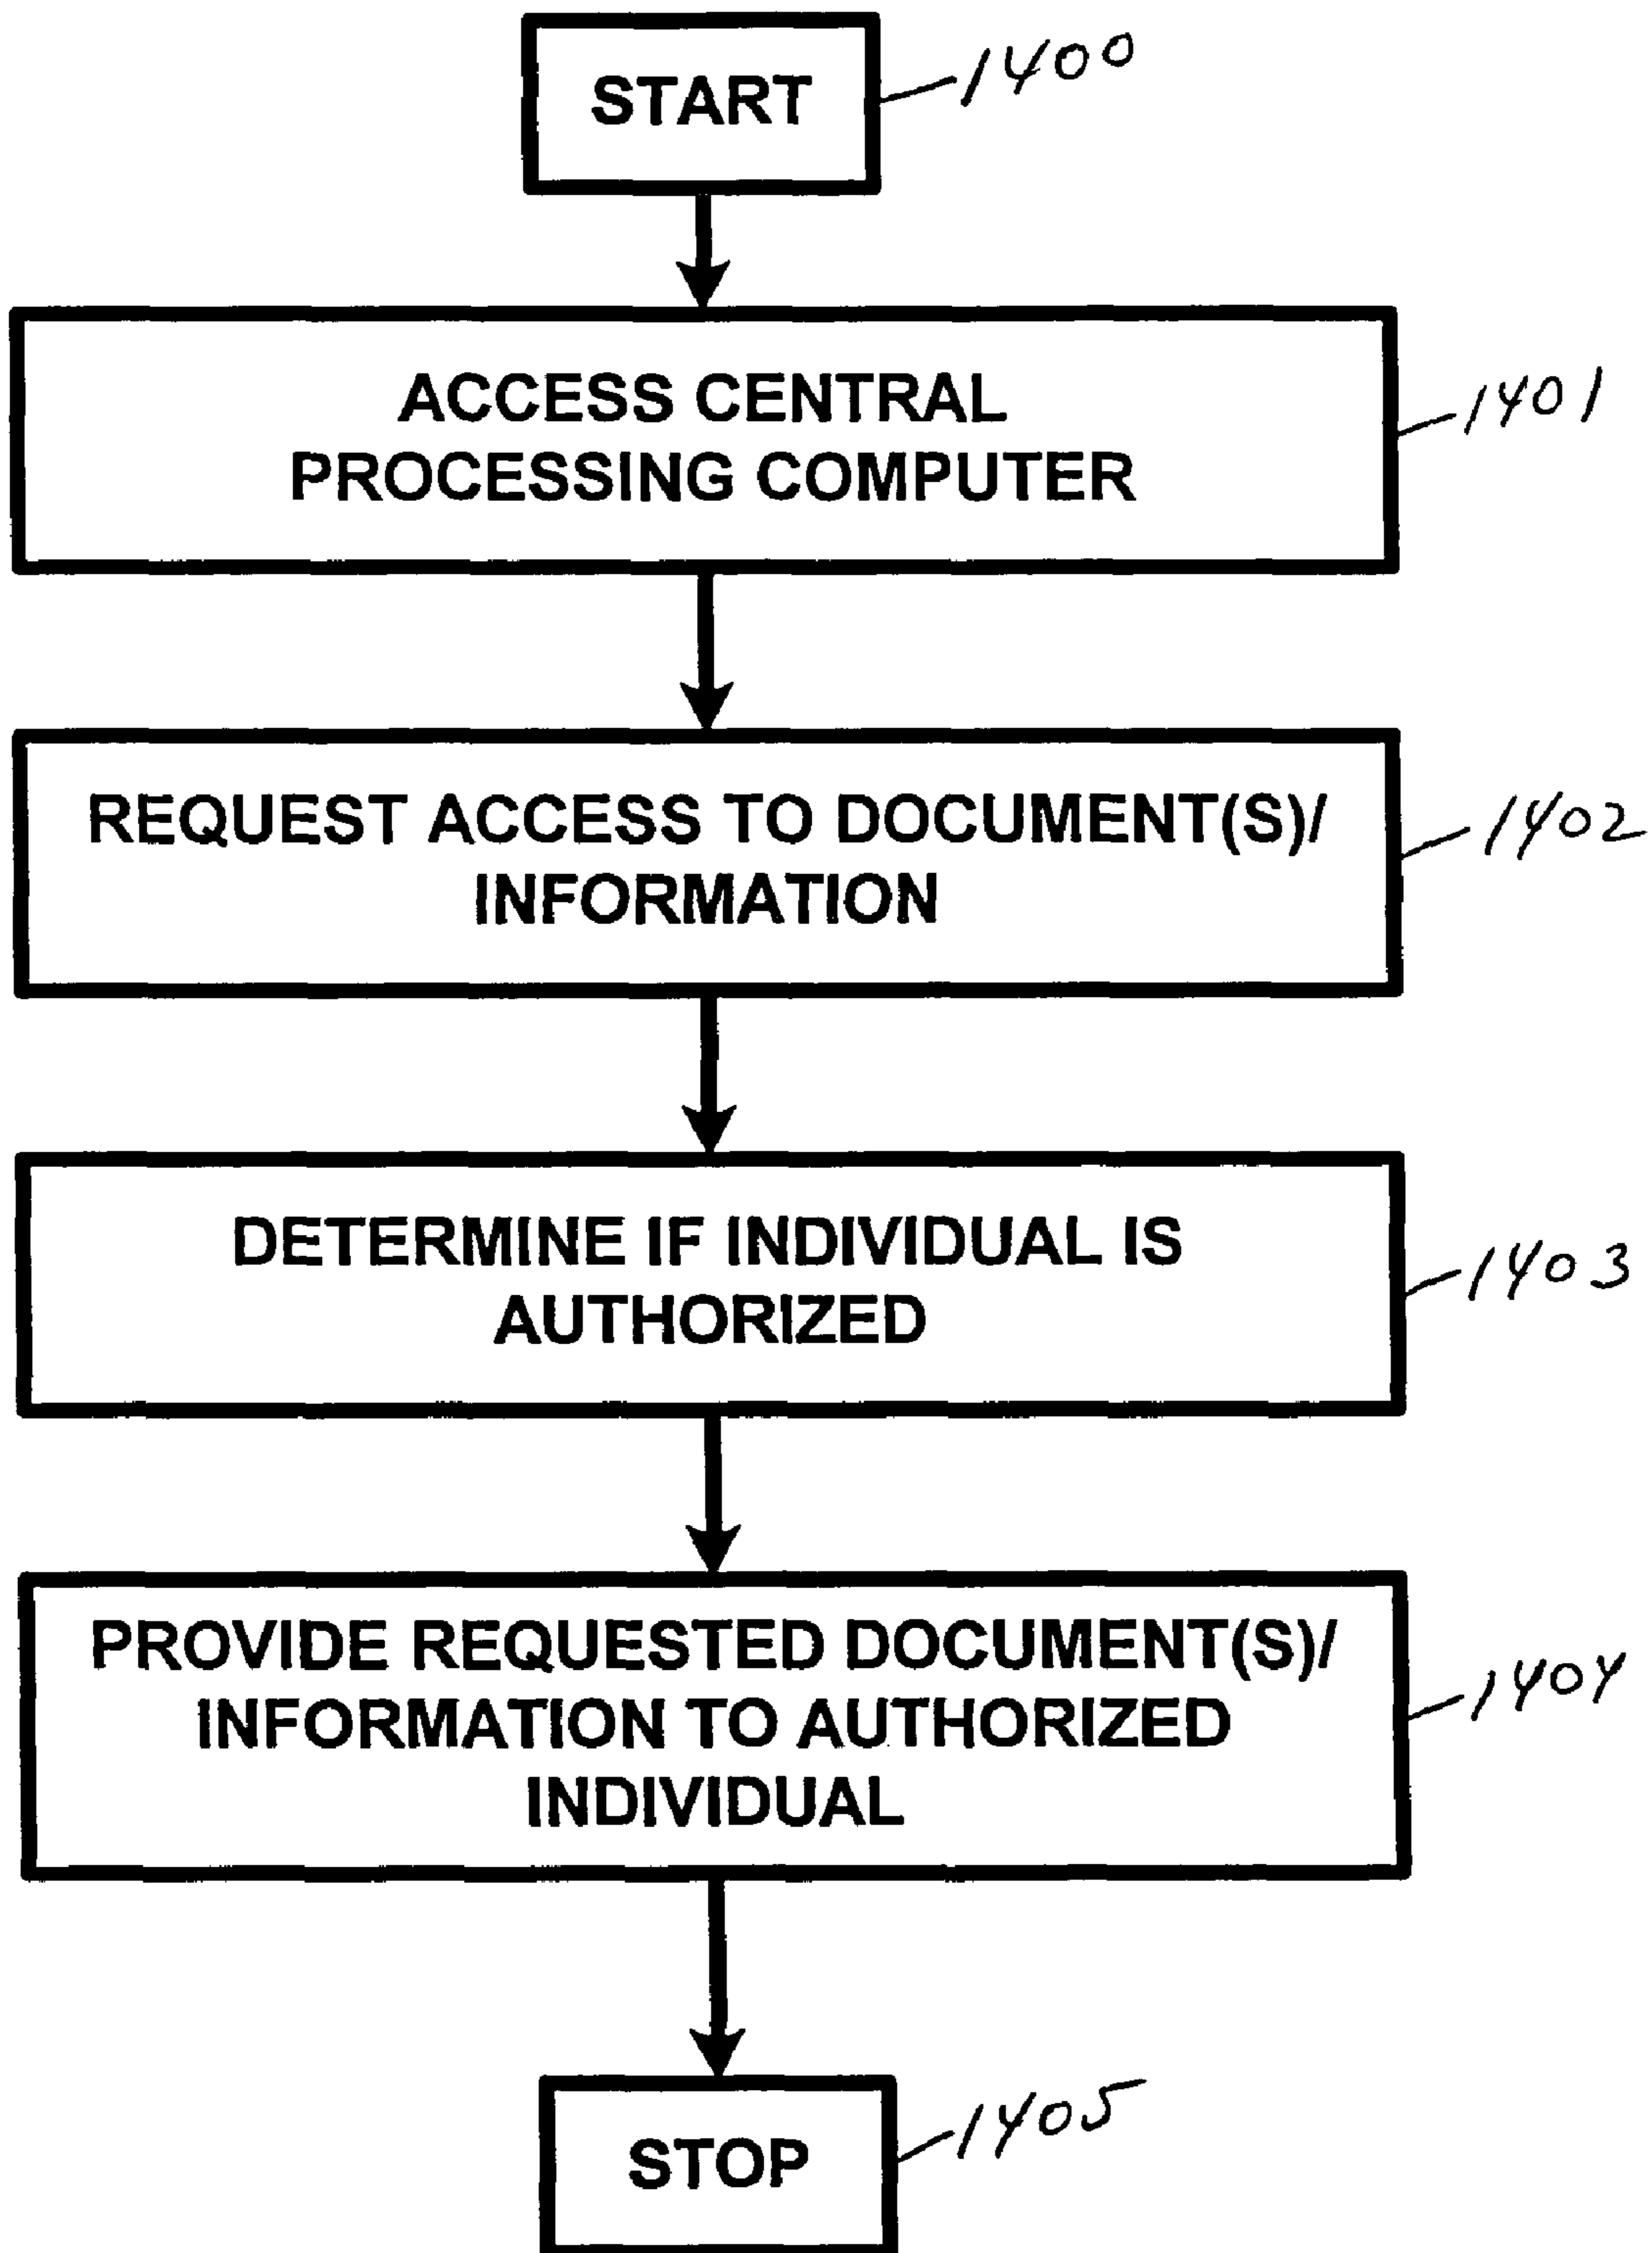 START
1400
ACCESS CENTRAL
PROCESSING COMPUTER
1401
REQUEST ACCESS TO DOCUMENT(S)/
INFORMATION
1402
DETERMINE IF INDIVIDUAL IS
AUTHORIZED
1403
PROVIDE REQUESTED DOCUMENT(S)/
INFORMATION TO AUTHORIZED
INDIVIDUAL
1404
STOP
1405